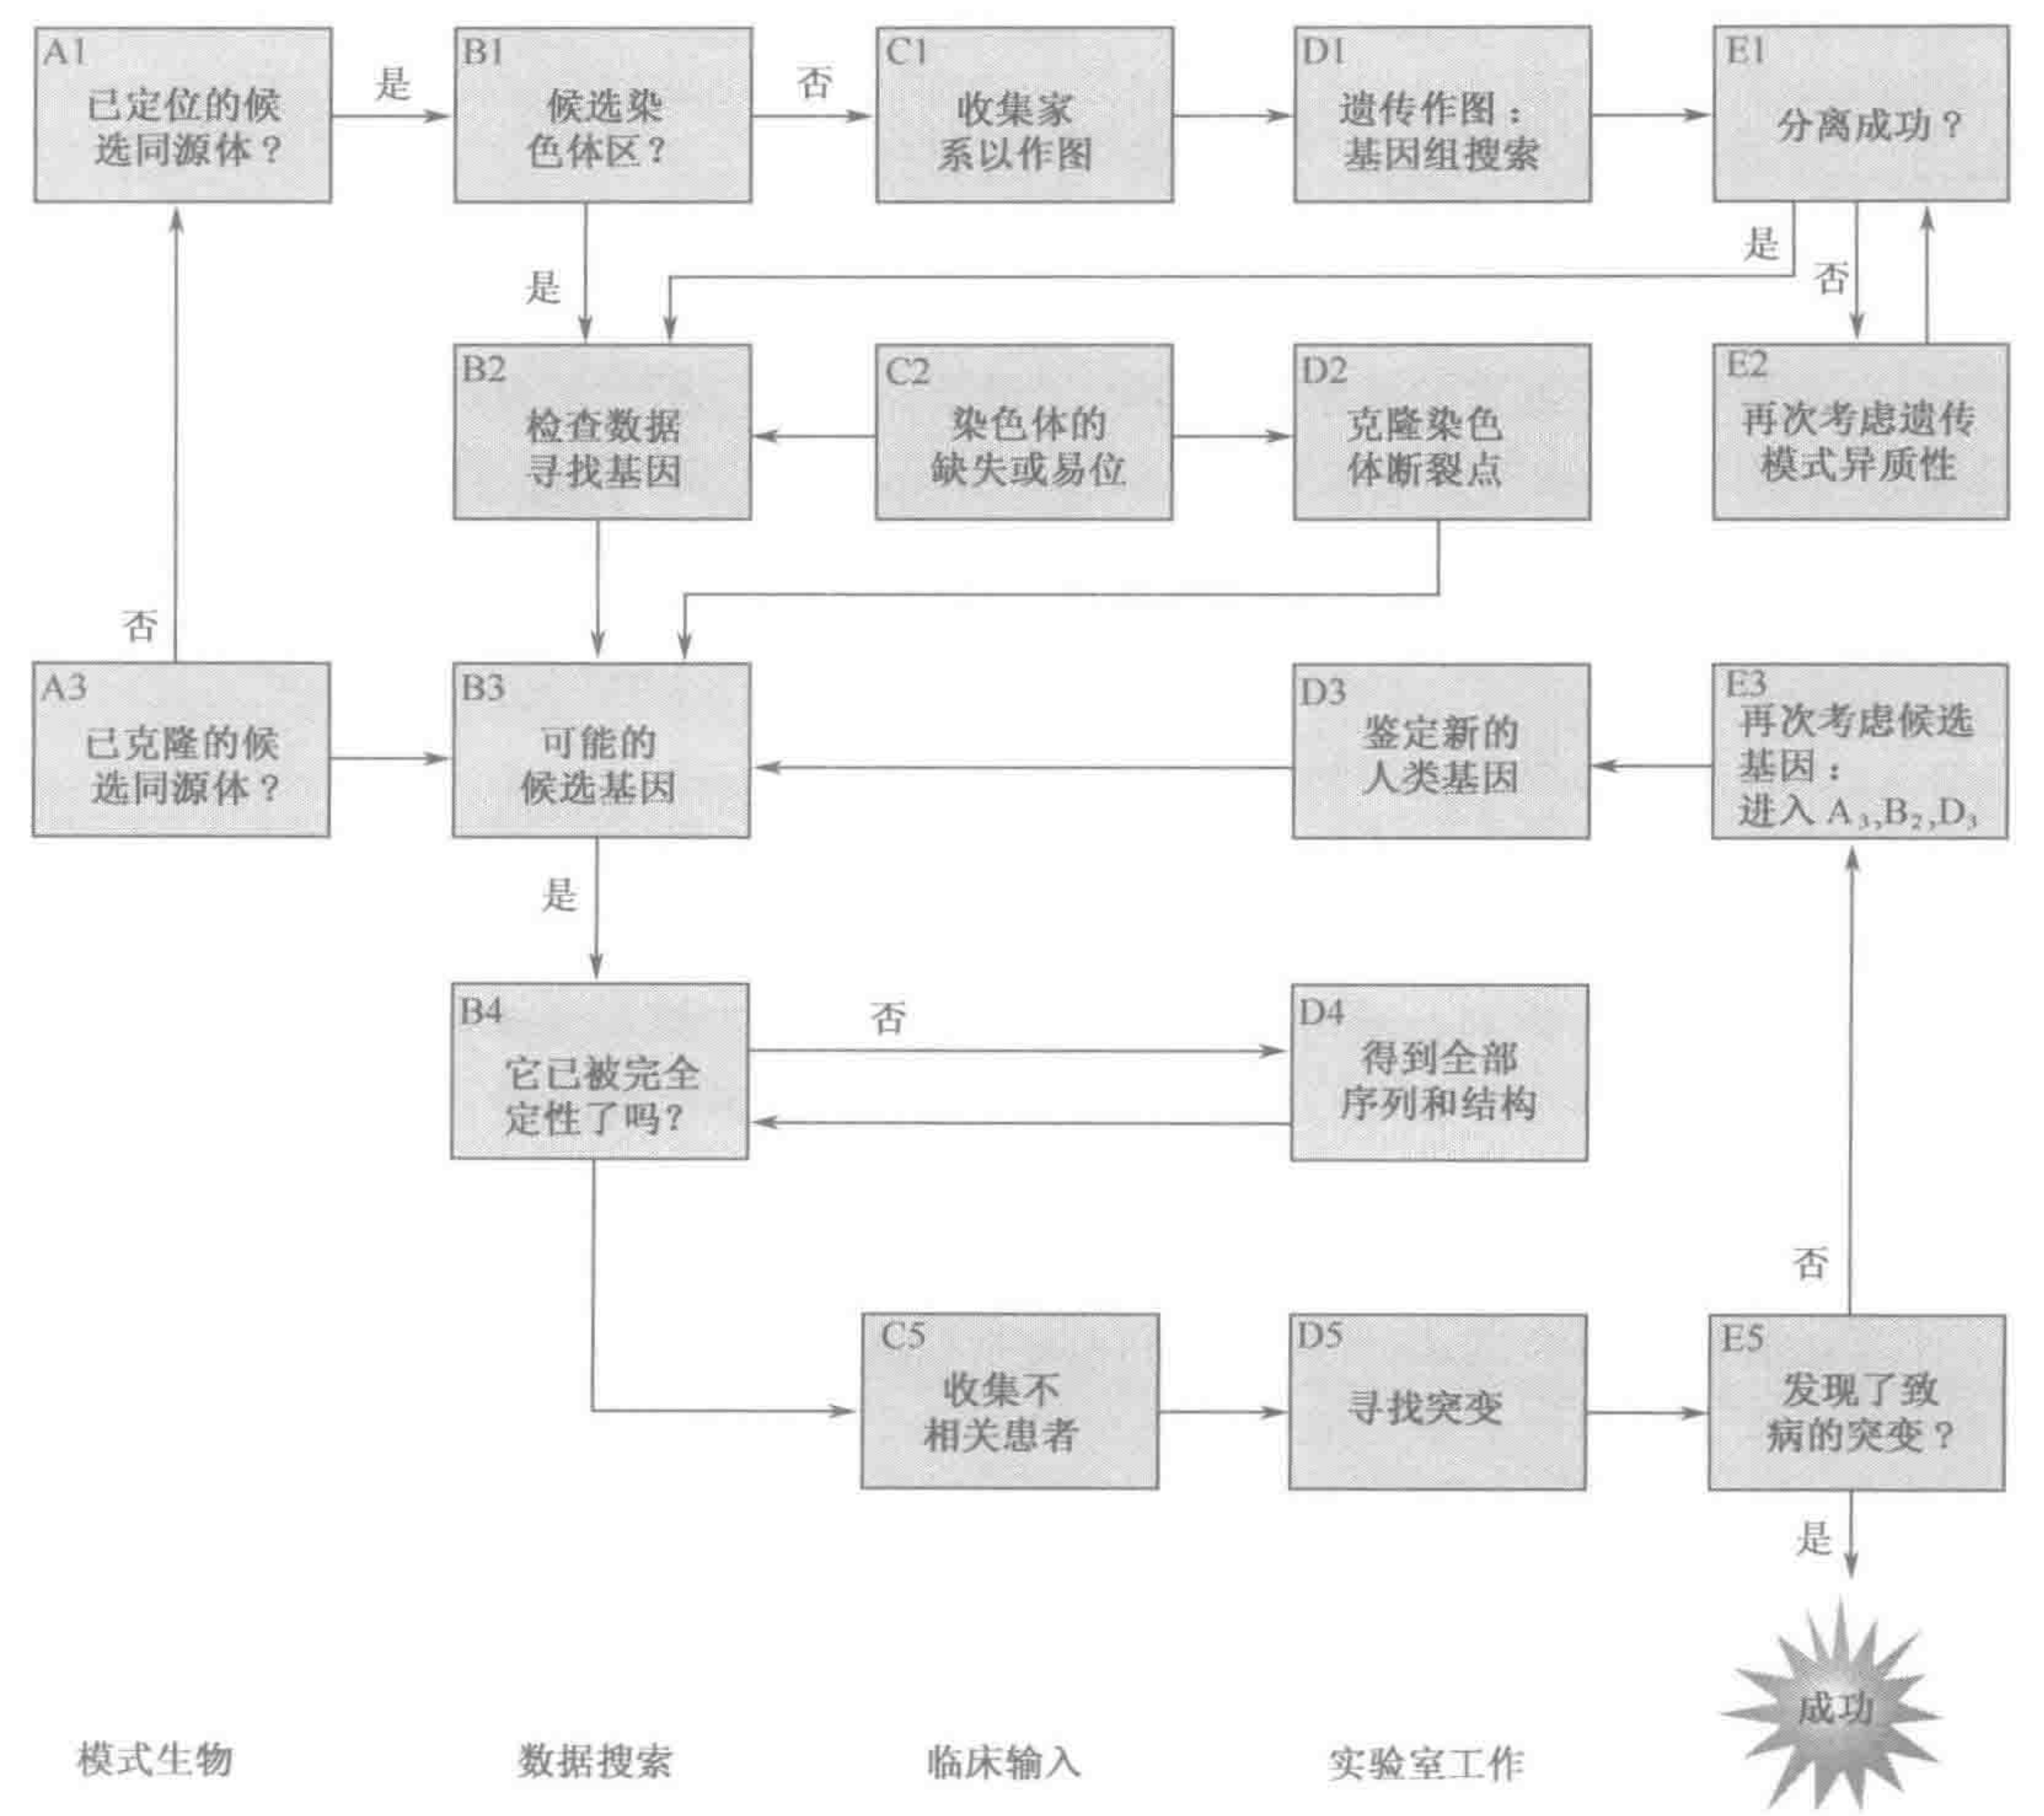 A1
已定位的候
选同源体？
是
B1
候选染
色体区？
否
C1
收集家
系以作图
D1
遗传作图：
基因组搜索
E1
分离成功？
是
是
否
B2
检查数据
寻找基因
C2
染色体的
缺失或易位
D2
克隆染色
体断裂点
E2
再次考虑遗传
模式异质性
否
A3
已克隆的候
选同源体？
B3
可能的
候选基因
D3
鉴定新的
人类基因
E3
再次考虑候选
基因：
进入 A₃,B₂,D₃
是
B4
它已被完全
定性了吗？
否
D4
得到全部
序列和结构
否
C5
收集不
相关患者
D5
寻找突变
E5
发现了致
病的突变？
是
成功
模式生物
数据搜索
临床输入
实验室工作